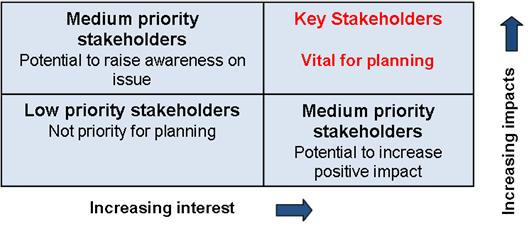 Medium priority
stakeholders
Potential to raise awareness on
issue
Key Stakeholders
Vital for planning
Low priority stakeholders
Not priority for planning
Medium priority
stakeholders
Potential to increase
positive impact
Increasing interest
Increasing impacts